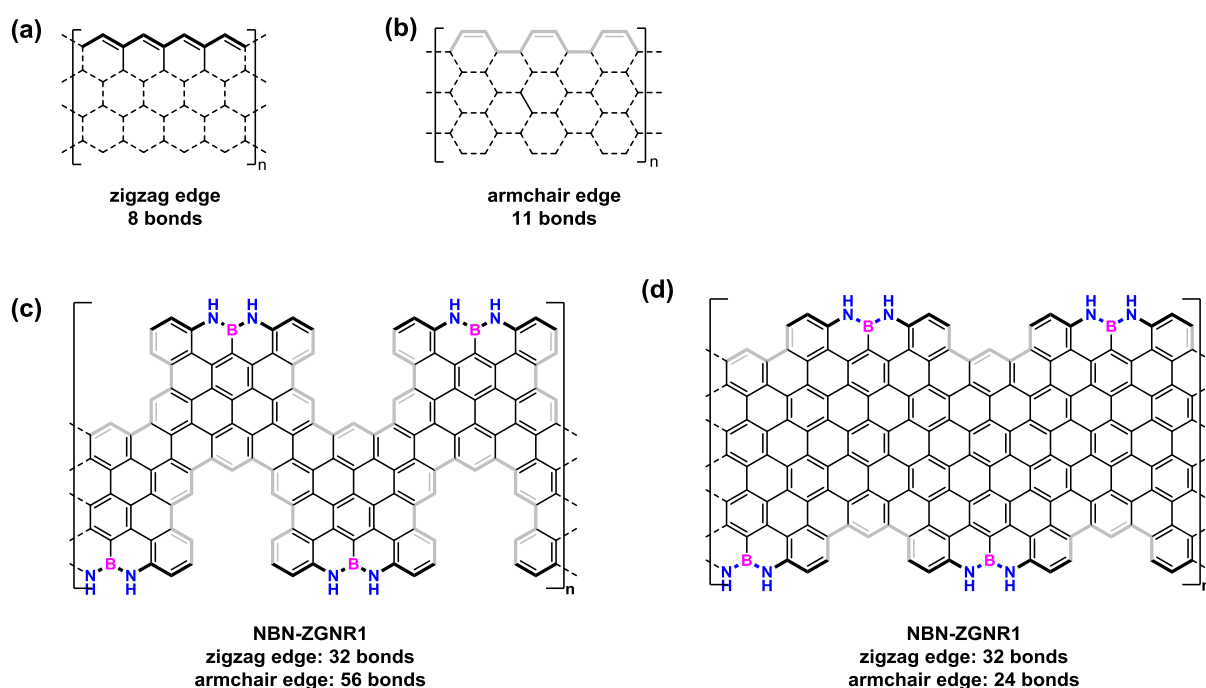 (a)
n
zigzag edge
8 bonds
(b)
n
armchair edge
11 bonds
(c)
H H H H
N N N N
B B
B B
N N N N
H H H H
n
NBN-ZGNR1
zigzag edge: 32 bonds
armchair edge: 56 bonds
(d)
H H H H
N N N N
B B
B B
N N N N
H H H H
n
NBN-ZGNR1
zigzag edge: 32 bonds
armchair edge: 24 bonds